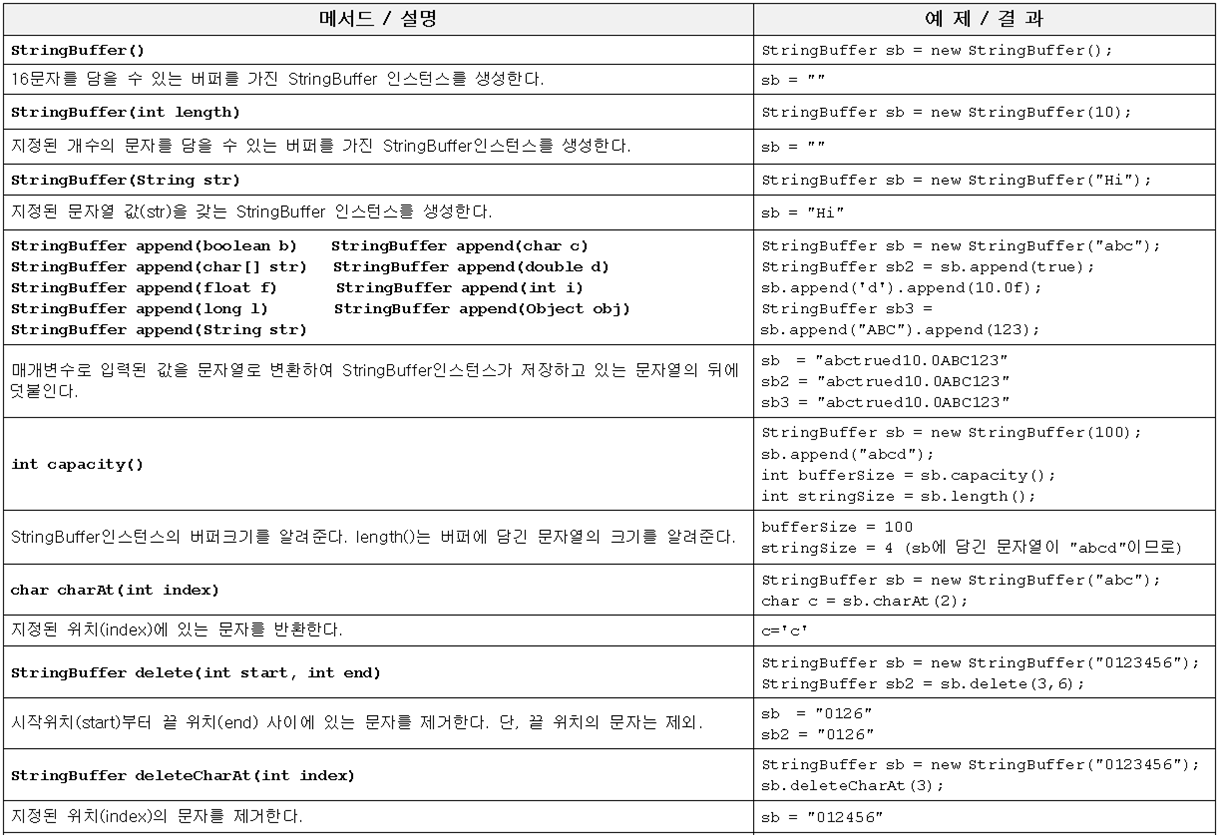 메서드 / 설명
예 제 / 결 과
StringBuffer()
StringBuffer sb = new StringBuffer();
16문자를 담을 수 있는 버퍼를 가진 StringBuffer 인스턴스를 생성한다.
sb = ""
StringBuffer(int length)
StringBuffer sb = new StringBuffer(10);
지정된 개수의 문자를 담을 수 있는 버퍼를 가진 StringBuffer인스턴스를 생성한다.
sb = ""
StringBuffer(String str)
StringBuffer sb = new StringBuffer("Hi");
지정된 문자열 값(str)을 갖는 StringBuffer 인스턴스를 생성한다.
sb = "Hi"
StringBuffer append(boolean b) StringBuffer append(char c)
StringBuffer append(char[] str) StringBuffer append(double d)
StringBuffer append(float f) StringBuffer append(int i)
StringBuffer append(long l) StringBuffer append(Object obj)
StringBuffer append(String str)
StringBuffer sb = new StringBuffer("abc");
StringBuffer sb2 = sb.append(true);
sb.append('d').append(10.0f);
StringBuffer sb3 =
sb.append("ABC").append(123);
매개변수로 입력된 값을 문자열로 변환하여 StringBuffer인스턴스가 저장하고 있는 문자열의 뒤에
덧붙인다.
sb = "abctrued10.0ABC123"
sb2 = "abctrued10.0ABC123"
sb3 = "abctrued10.0ABC123"
int capacity()
StringBuffer sb = new StringBuffer(100);
sb.append("abcd");
int bufferSize = sb.capacity();
int stringSize = sb.length();
StringBuffer인스턴스의 버퍼크기를 알려준다. length()는 버퍼에 담긴 문자열의 크기를 알려준다.
bufferSize = 100
stringSize = 4 (sb에 담긴 문자열이 "abcd"이므로)
char charAt(int index)
StringBuffer sb = new StringBuffer("abc");
char c = sb.charAt(2);
지정된 위치(index)에 있는 문자를 반환한다.
c='c'
StringBuffer delete(int start, int end)
StringBuffer sb = new StringBuffer("0123456");
StringBuffer sb2 = sb.delete(3,6);
시작위치(start)부터 끝 위치(end) 사이에 있는 문자를 제거한다. 단, 끝 위치의 문자는 제외.
sb = "0126"
sb2 = "0126"
StringBuffer deleteCharAt(int index)
StringBuffer sb = new StringBuffer("0123456");
sb.deleteCharAt(3);
지정된 위치(index)의 문자를 제거한다.
sb = "012456"